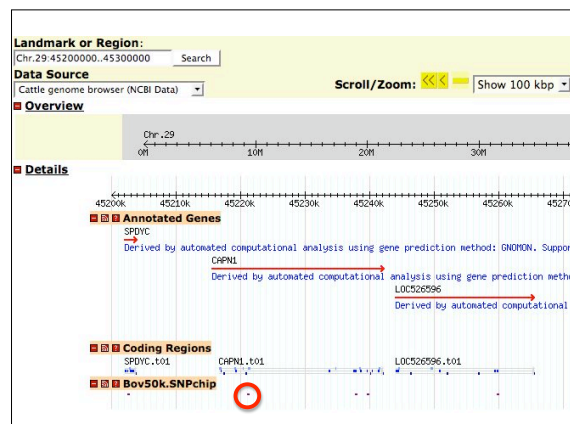 Landmark or Region:
Chr.29:45200000..45300000 Search
Data Source
Cattle genome browser (NCBI Data) Scroll/Zoom: Show 100 kbp
Overview
Chr.29
0M 10M 20M 30M
Details
45200k 45210k 45220k 45230k 45240k 45250k 45260k 4527
Annotated Genes
SPDYC
Derived by automated computational analysis using gene prediction method: GNOMON. Suppor
CAPN1
Derived by automated computational analysis using gene prediction meth
LOC526596
Derived by automated computational
Coding Regions
SPDYC.t01 CAPN1.t01 LOC526596.t01
Bov50k.SNPchip